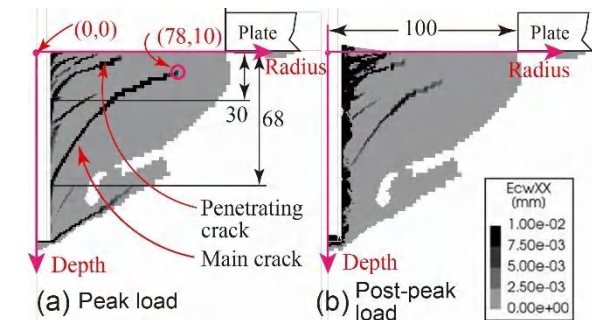 (0,0)
(78,10)
Plate
Radius
30
68
Penetrating
crack
Main crack
Depth
(a) Peak load
100
Plate
Radius
Depth
(b) Post-peak
load
EcwXX
(mm)
1.00e-02
7.50e-03
5.00e-03
2.50e-03
0.00e+00